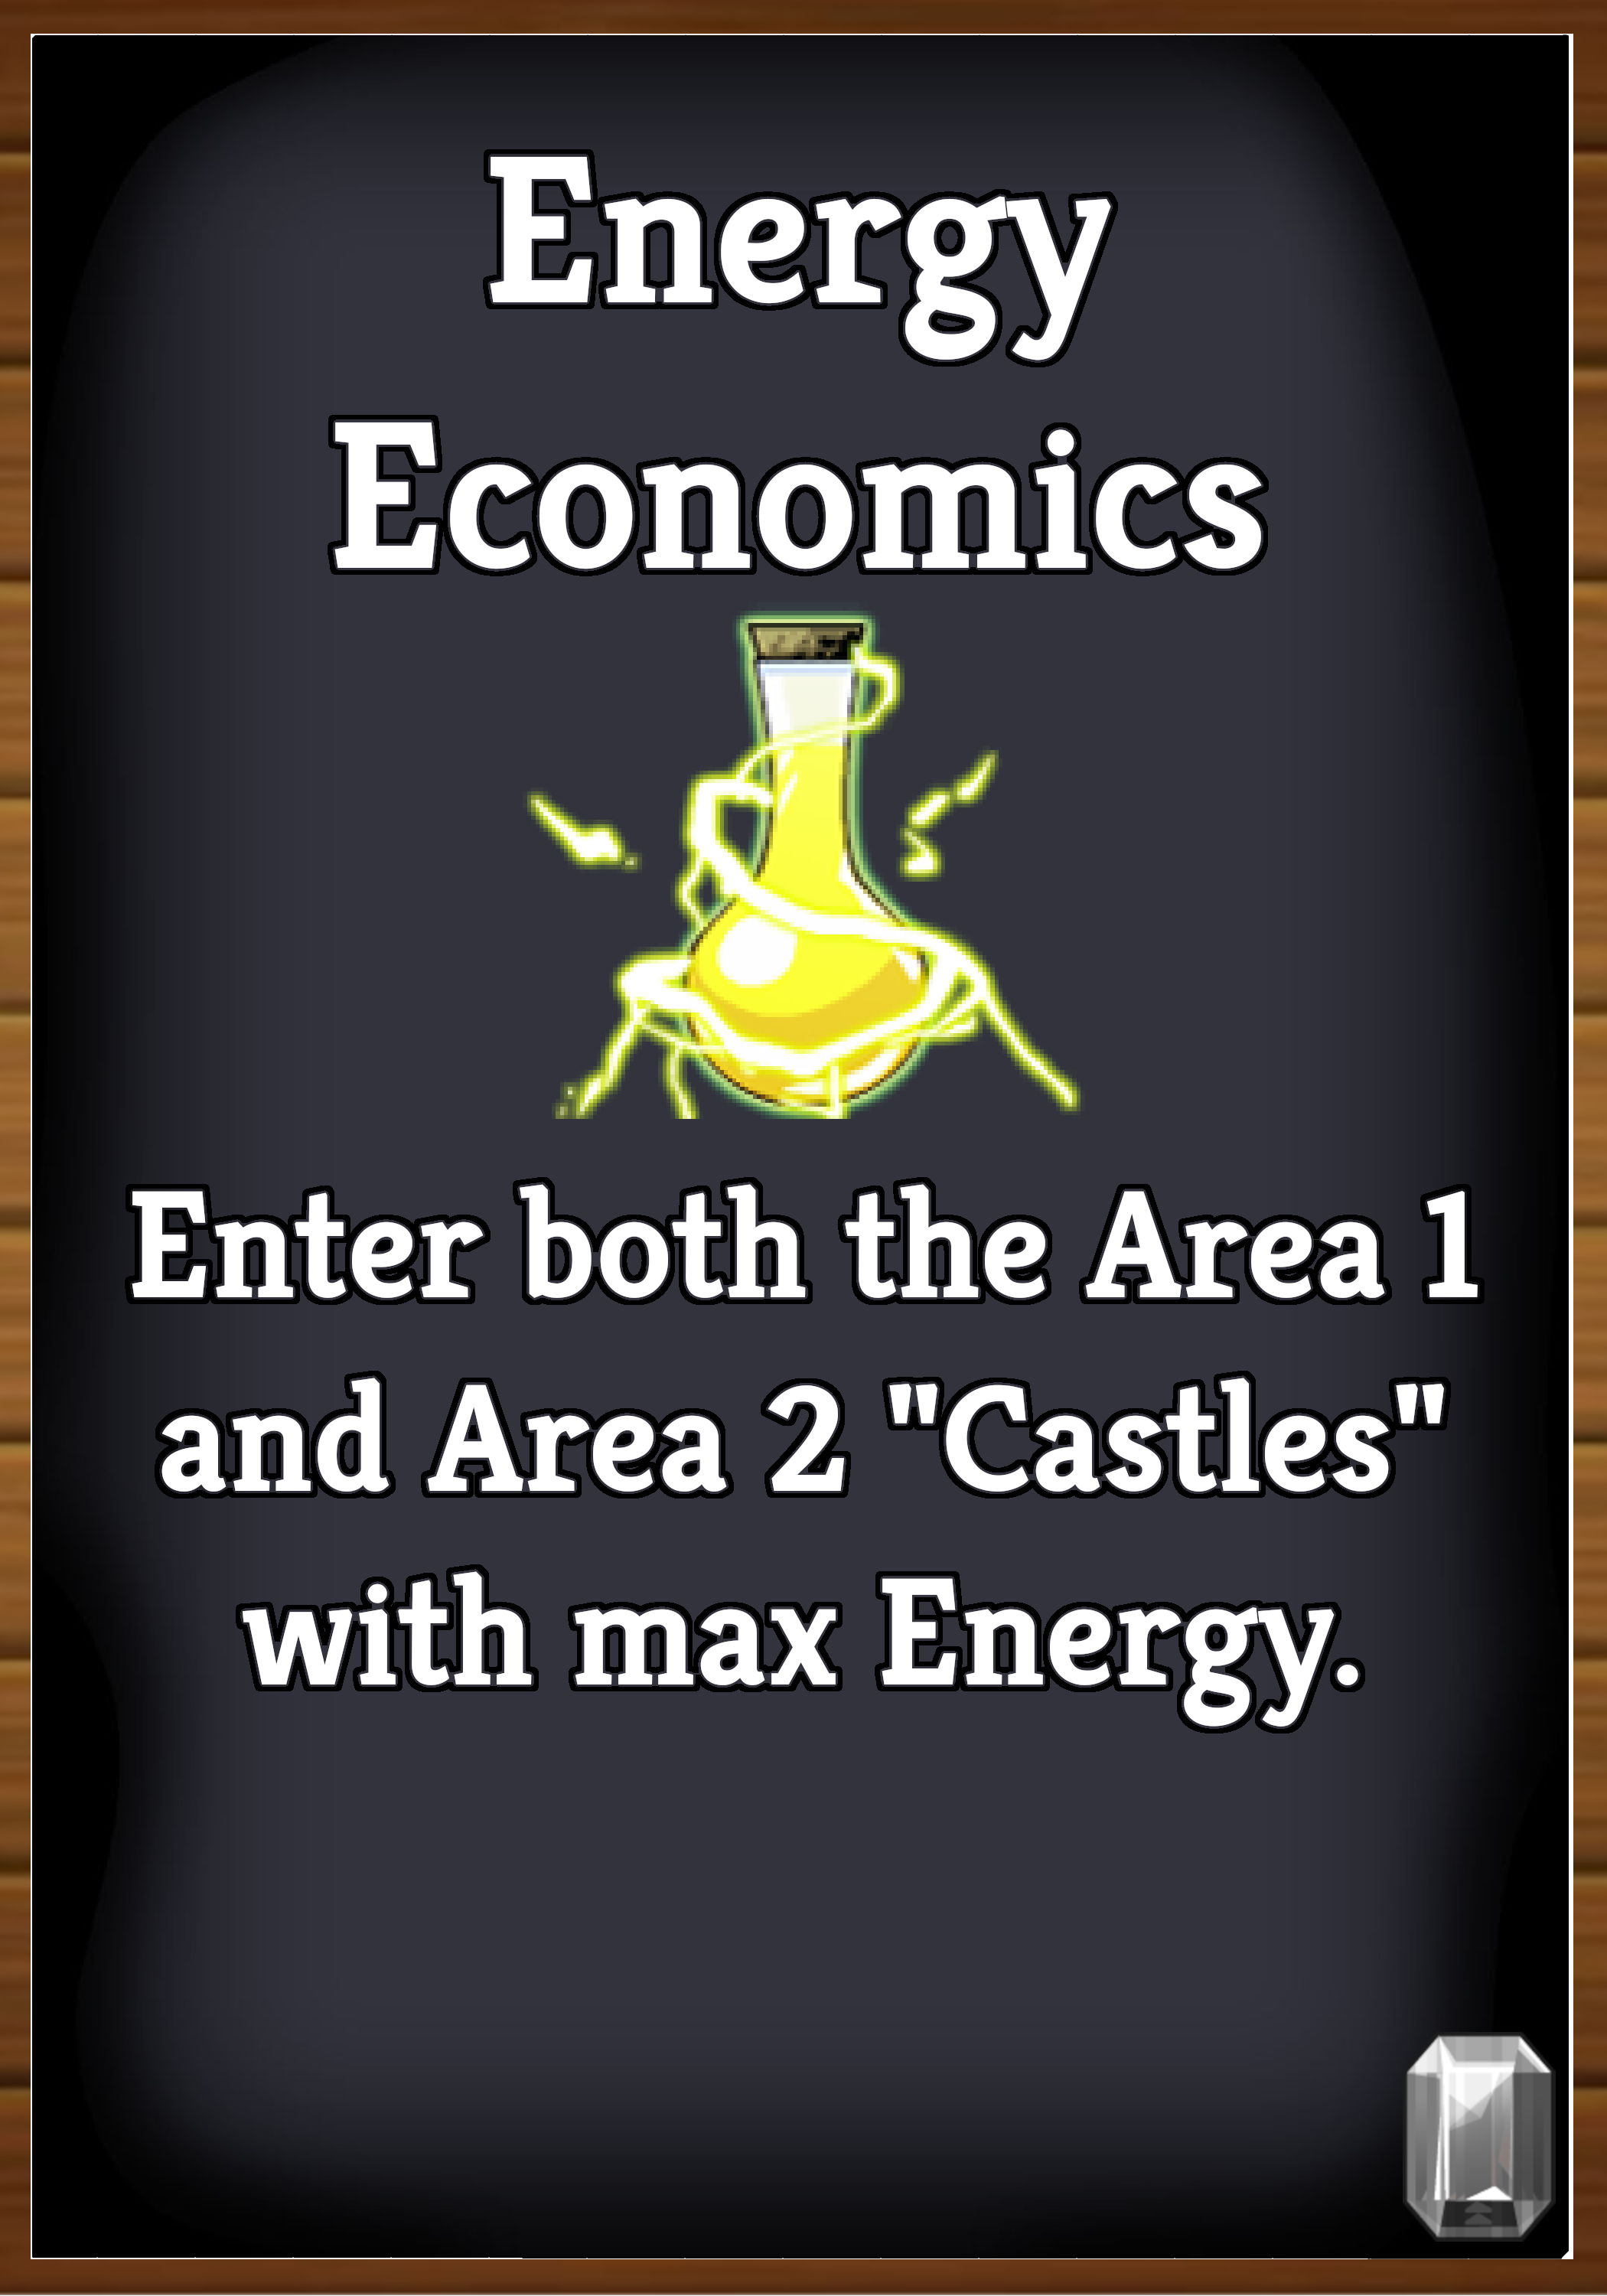 Energy
Economics
Enter both the Area 1
and Area 2 "Castles"
with max Energy.